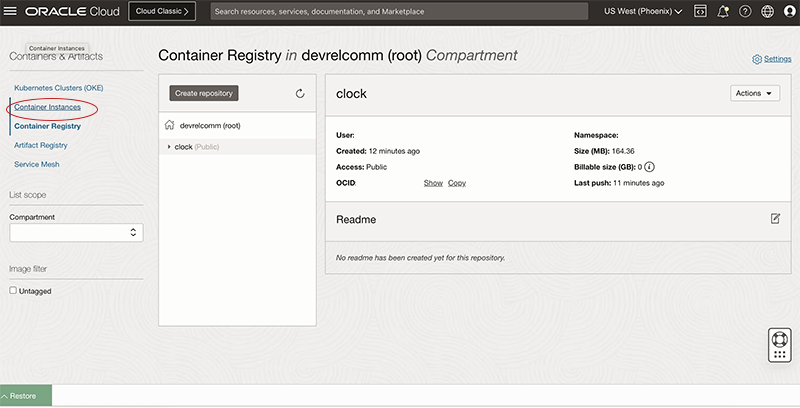 ORACLE Cloud
Cloud Classic >
Search resources, services, documentation, and Marketplace
US West (Phoenix)
Container Instances
Containers & Artifacts
Kubernetes Clusters (OKE)
Container Instances
Container Registry
Artifact Registry
Service Mesh
List scope
Compartment
Image filter
Untagged
Container Registry in devrelcomm (root) Compartment
Settings
Create repository
devrelcomm (root)
clock (Public)
clock
Actions
User:
Created: 12 minutes ago
Access: Public
OCID: Show Copy
Namespace:
Size (MB): 164.36
Billable size (GB): 0 i
Last push: 11 minutes ago
Readme
No readme has been created yet for this repository.
Restore